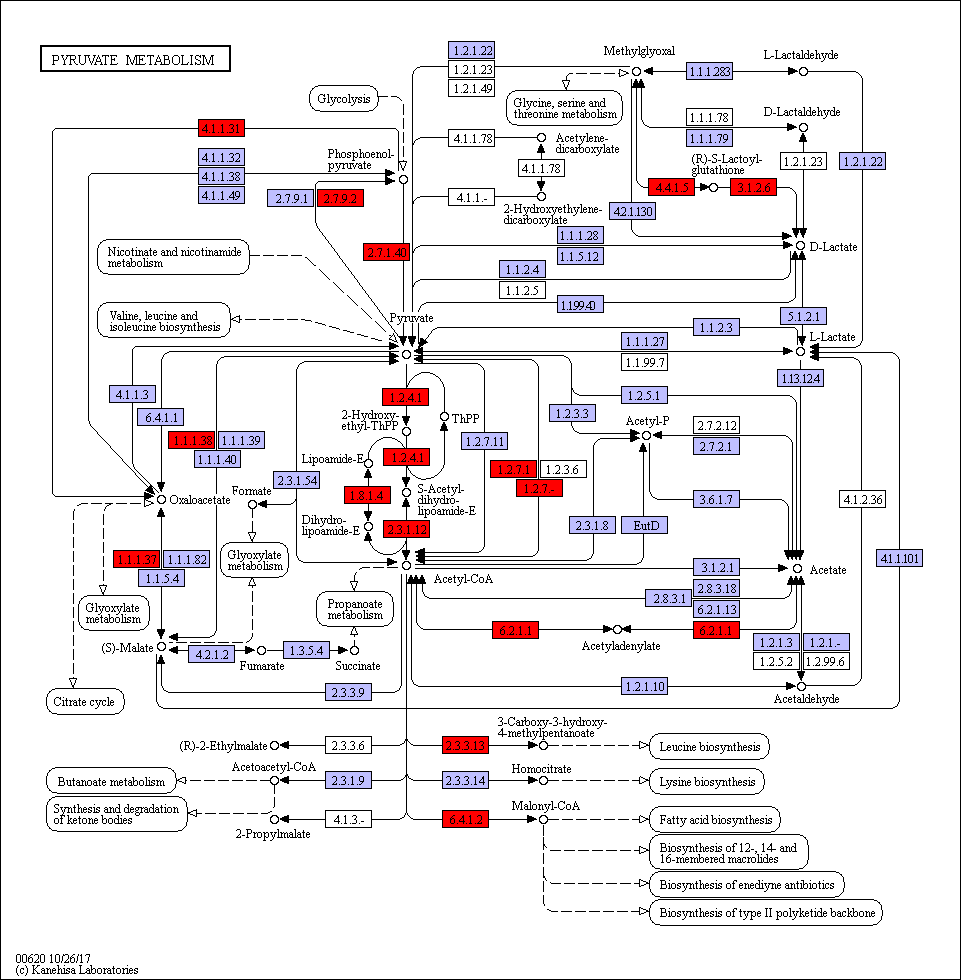 PYRUVATE METABOLISM
1.2.1.22
1.2.1.23
1.2.1.49
Methylglyoxal
1.1.1.283
L-Lactaldehyde
Glycolysis
Glycine, serine and
threonine metabolism
1.1.1.78
1.1.1.79
D-Lactaldehyde
4.1.1.31
4.1.1.32
4.1.1.38
4.1.1.49
Phosphoenol-
pyruvate
4.1.1.78
Acetylene-
dicarboxylate
4.1.1.78
(R)-S-Lactoyl-
glutathione
1.2.1.23
1.2.1.22
2.7.9.1
2.7.9.2
4.1.1.-
2-Hydroxyethylene-
dicarboxylate
4.4.1.5
3.1.2.6
4.2.1.130
Nicotinate and nicotinamide
metabolism
2.7.1.40
1.1.1.28
1.1.5.12
D-Lactate
1.1.2.4
1.1.2.5
1.1.99.40
Valine, leucine and
isoleucine biosynthesis
Pyruvate
5.1.2.1
1.1.2.3
L-Lactate
1.1.1.27
1.1.99.7
1.13.12.4
4.1.1.3
6.4.1.1
1.2.4.1
1.2.5.1
2-Hydroxy-
ethyl-ThPP
ThPP
1.2.3.3
Acetyl-P
2.7.2.12
2.7.2.1
1.1.1.38
1.1.1.39
1.1.1.40
1.2.7.11
Lipoamide-E
1.2.4.1
1.2.7.1
1.2.3.6
1.2.7.-
2.3.1.54
Formate
1.8.1.4
S-Acetyl-
dihydro-
lipoamide-E
Oxaloacetate
3.6.1.7
4.1.2.36
Dihydro-
lipoamide-E
2.3.1.12
2.3.1.8
EutD
1.1.1.37
1.1.1.82
1.1.5.4
Glyoxylate
metabolism
4.1.1.101
Acetyl-CoA
3.1.2.1
Acetate
2.8.3.18
2.8.3.1
6.2.1.13
Glyoxylate
metabolism
Propanoate
metabolism
6.2.1.1
Acetyladenylate
6.2.1.1
(S)-Malate
4.2.1.2
Fumarate
1.3.5.4
Succinate
1.2.1.3
1.2.1.-
1.2.5.2
1.2.99.6
Citrate cycle
2.3.3.9
1.2.1.10
Acetaldehyde
(R)-2-Ethylmalate
2.3.3.6
2.3.3.13
3-Carboxy-3-hydroxy-
4-methylpentanoate
Leucine biosynthesis
Butanoate metabolism
Acetoacetyl-CoA
2.3.1.9
2.3.3.14
Homocitrate
Lysine biosynthesis
Synthesis and degradation
of ketone bodies
2-Propylmalate
4.1.3.-
6.4.1.2
Malonyl-CoA
Fatty acid biosynthesis
Biosynthesis of 12-, 14- and
16-membered macrolides
Biosynthesis of enediyne antibiotics
Biosynthesis of type II polyketide backbone
00620 10/26/17
(c) Kanehisa Laboratories